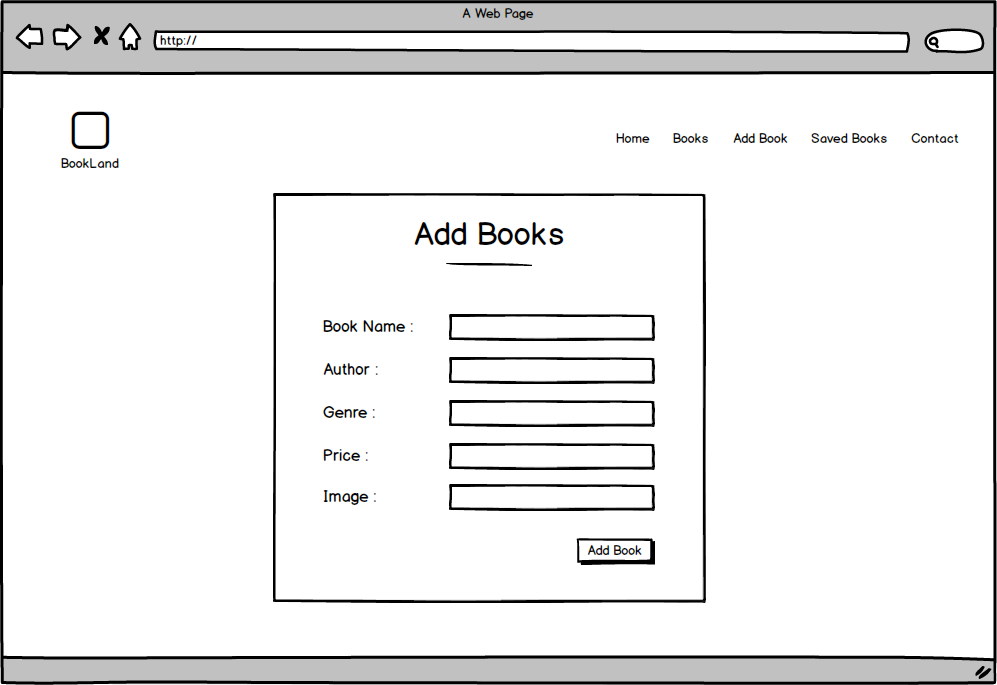 A Web Page
http://
Home Books Add Book Saved Books Contact
BookLand
Add Books
Book Name :
Author :
Genre :
Price :
Image :
Add Book